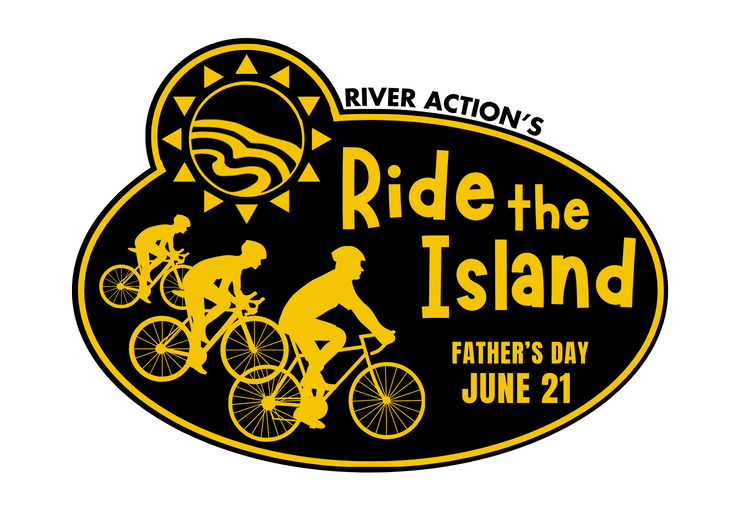 RIVER ACTION'S
Ride the
Island
FATHER'S DAY
JUNE 21